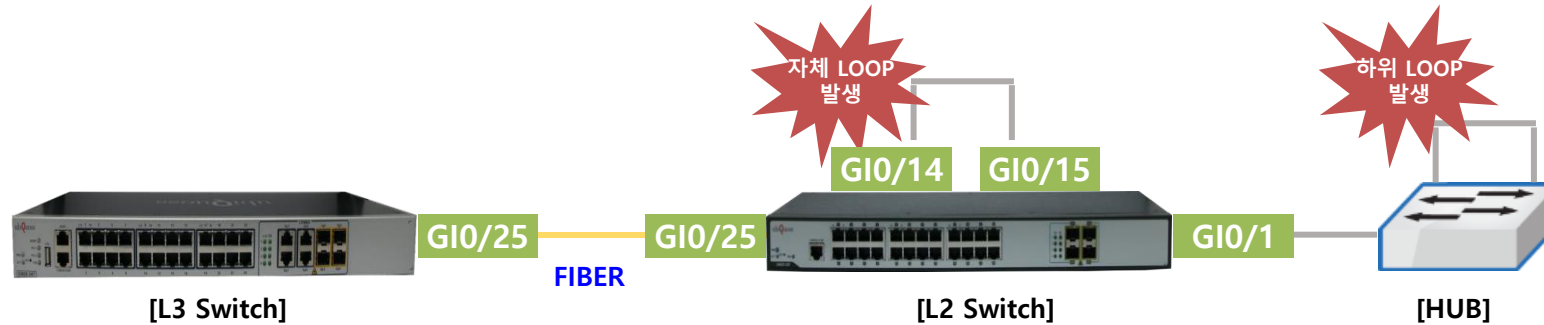 자체 LOOP
발생
하위 LOOP
발생
GI0/14
GI0/15
GI0/25
GI0/25
GI0/1
FIBER
[L3 Switch]
[L2 Switch]
[HUB]